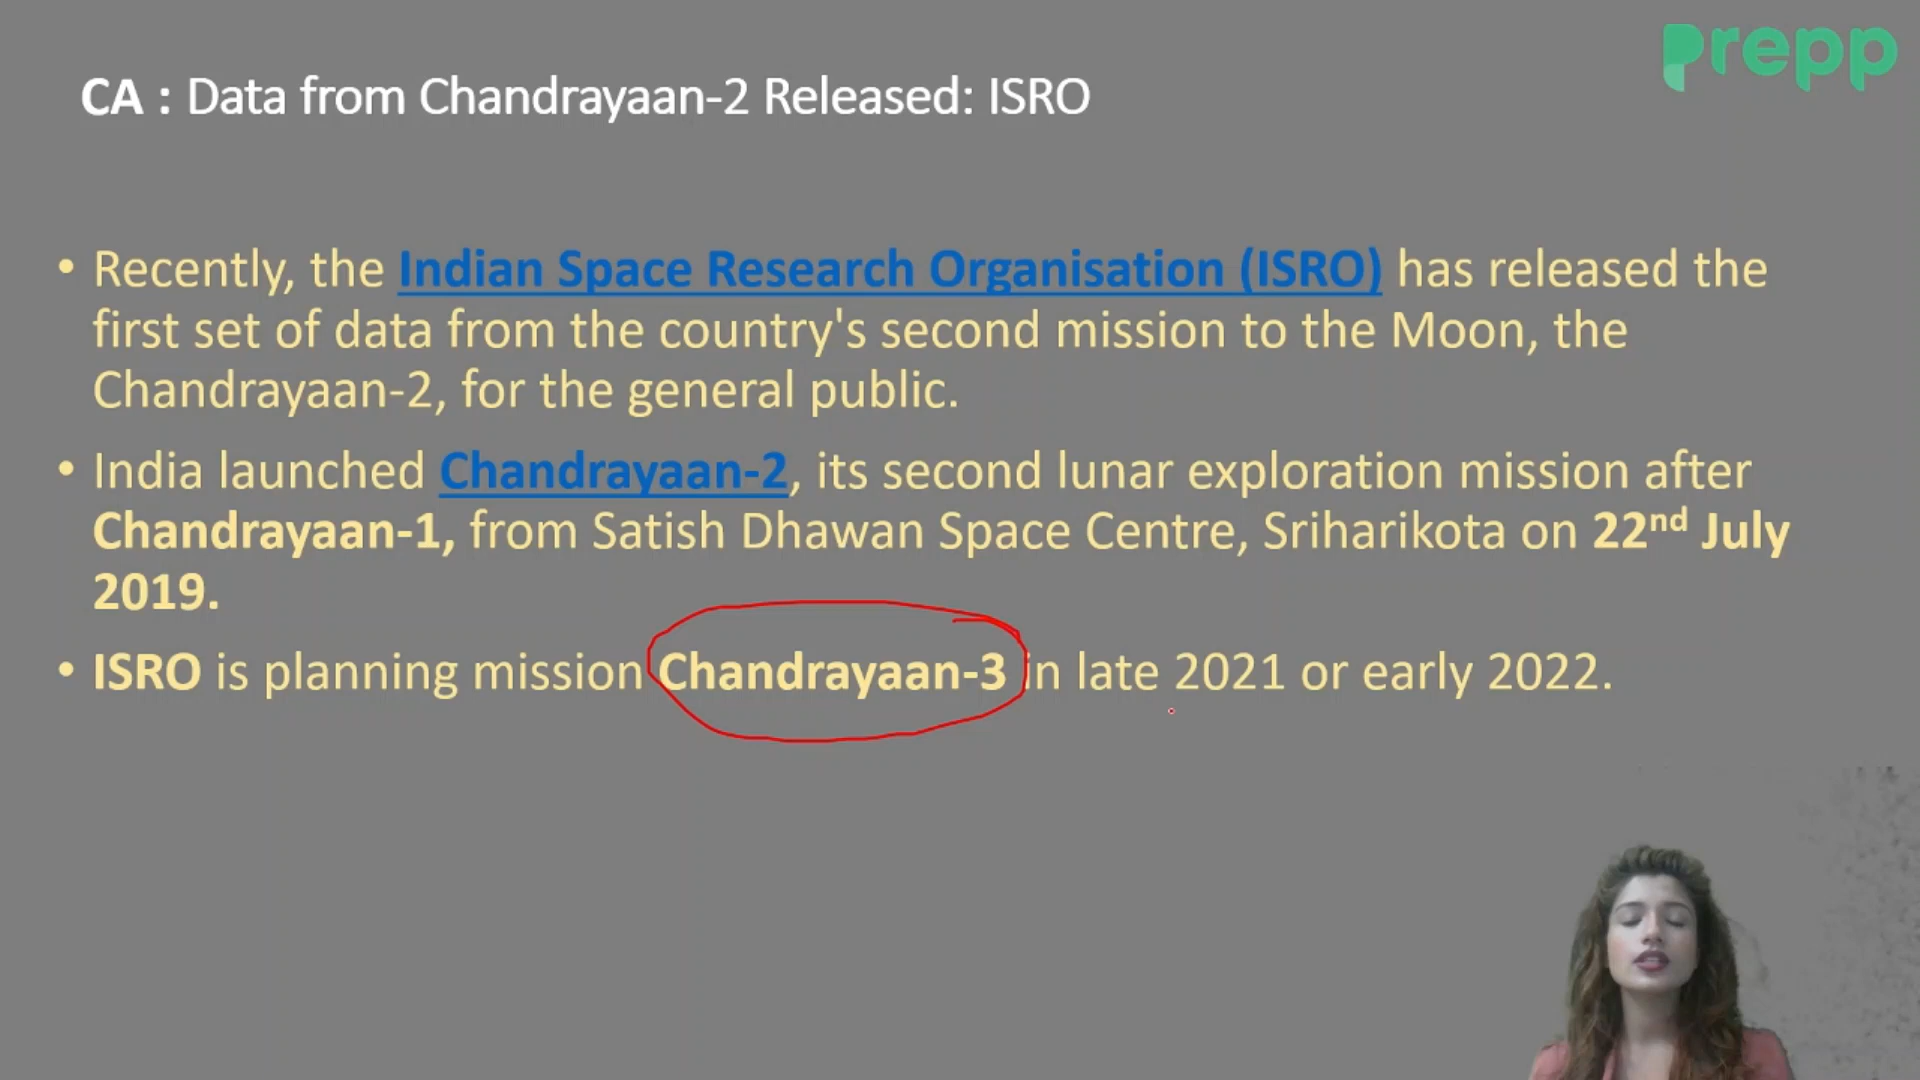 prepp
CA : Data from Chandrayaan-2 Released: ISRO
• Recently, the Indian Space Research Organisation (ISRO) has released the
first set of data from the country's second mission to the Moon, the
Chandrayaan-2, for the general public.
• India launched Chandrayaan-2, its second lunar exploration mission after
Chandrayaan-1, from Satish Dhawan Space Centre, Sriharikota on 22nd July
2019.
• ISRO is planning mission Chandrayaan-3 in late 2021 or early 2022.